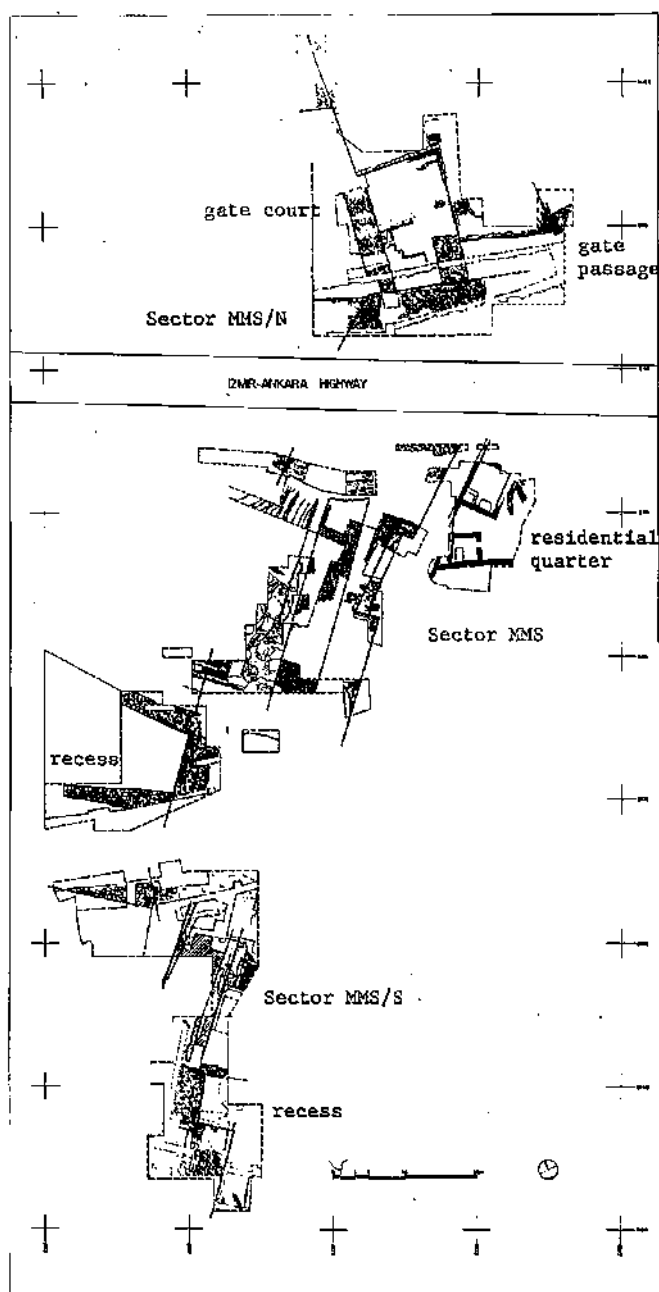 gate court
gate
passage
Sector MMS/N
IZMIR-ANKARA HIGHWAY
residential
quarter
Sector MMS
recess
Sector MMS/S
recess